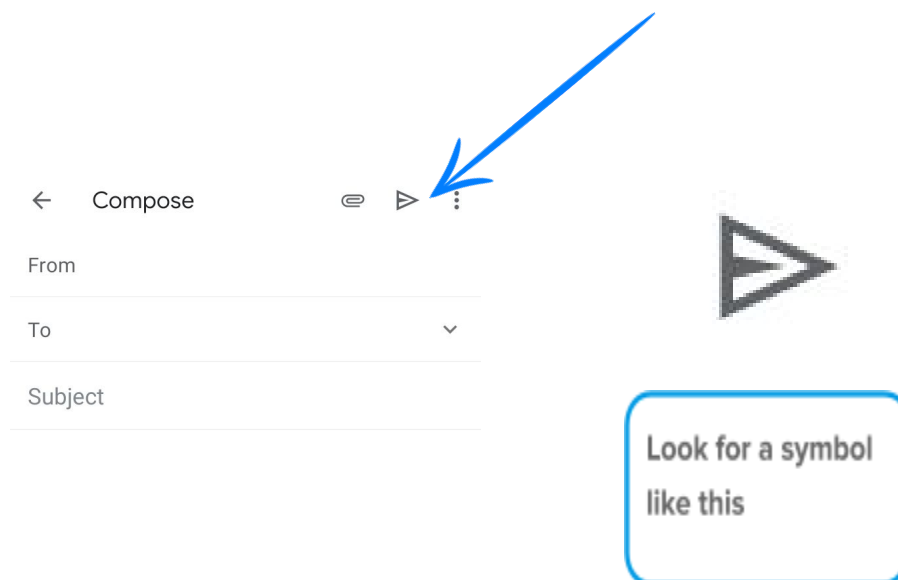 Compose
From
To
Subject
Look for a symbol
like this